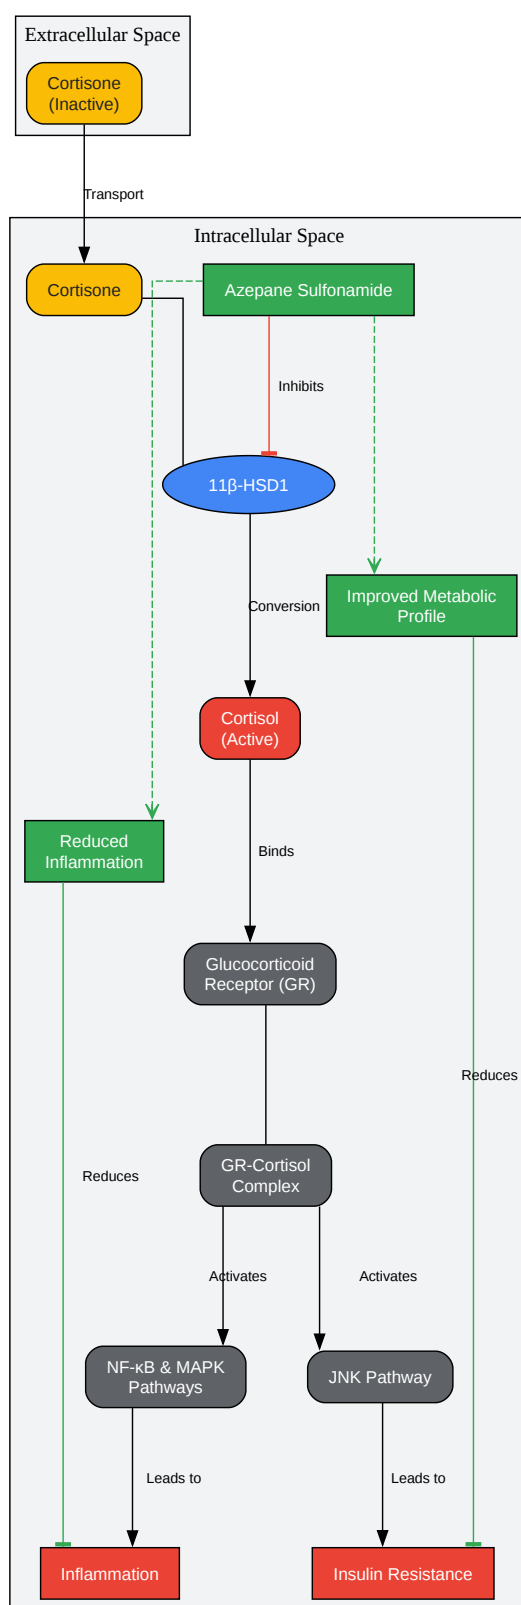 Extracellular Space
Cortisone
(Inactive)
Transport
Intracellular Space
Cortisone
Azepane Sulfonamide
Inhibits
11β-HSD1
Improved Metabolic
Profile
Conversion
Cortisol
(Active)
Reduced
Inflammation
Binds
Glucocorticoid
Receptor (GR)
Reduces
GR-Cortisol
Complex
Reduces
Activates
Activates
NF-κB & MAPK
Pathways
JNK Pathway
Leads to
Leads to
Inflammation
Insulin Resistance